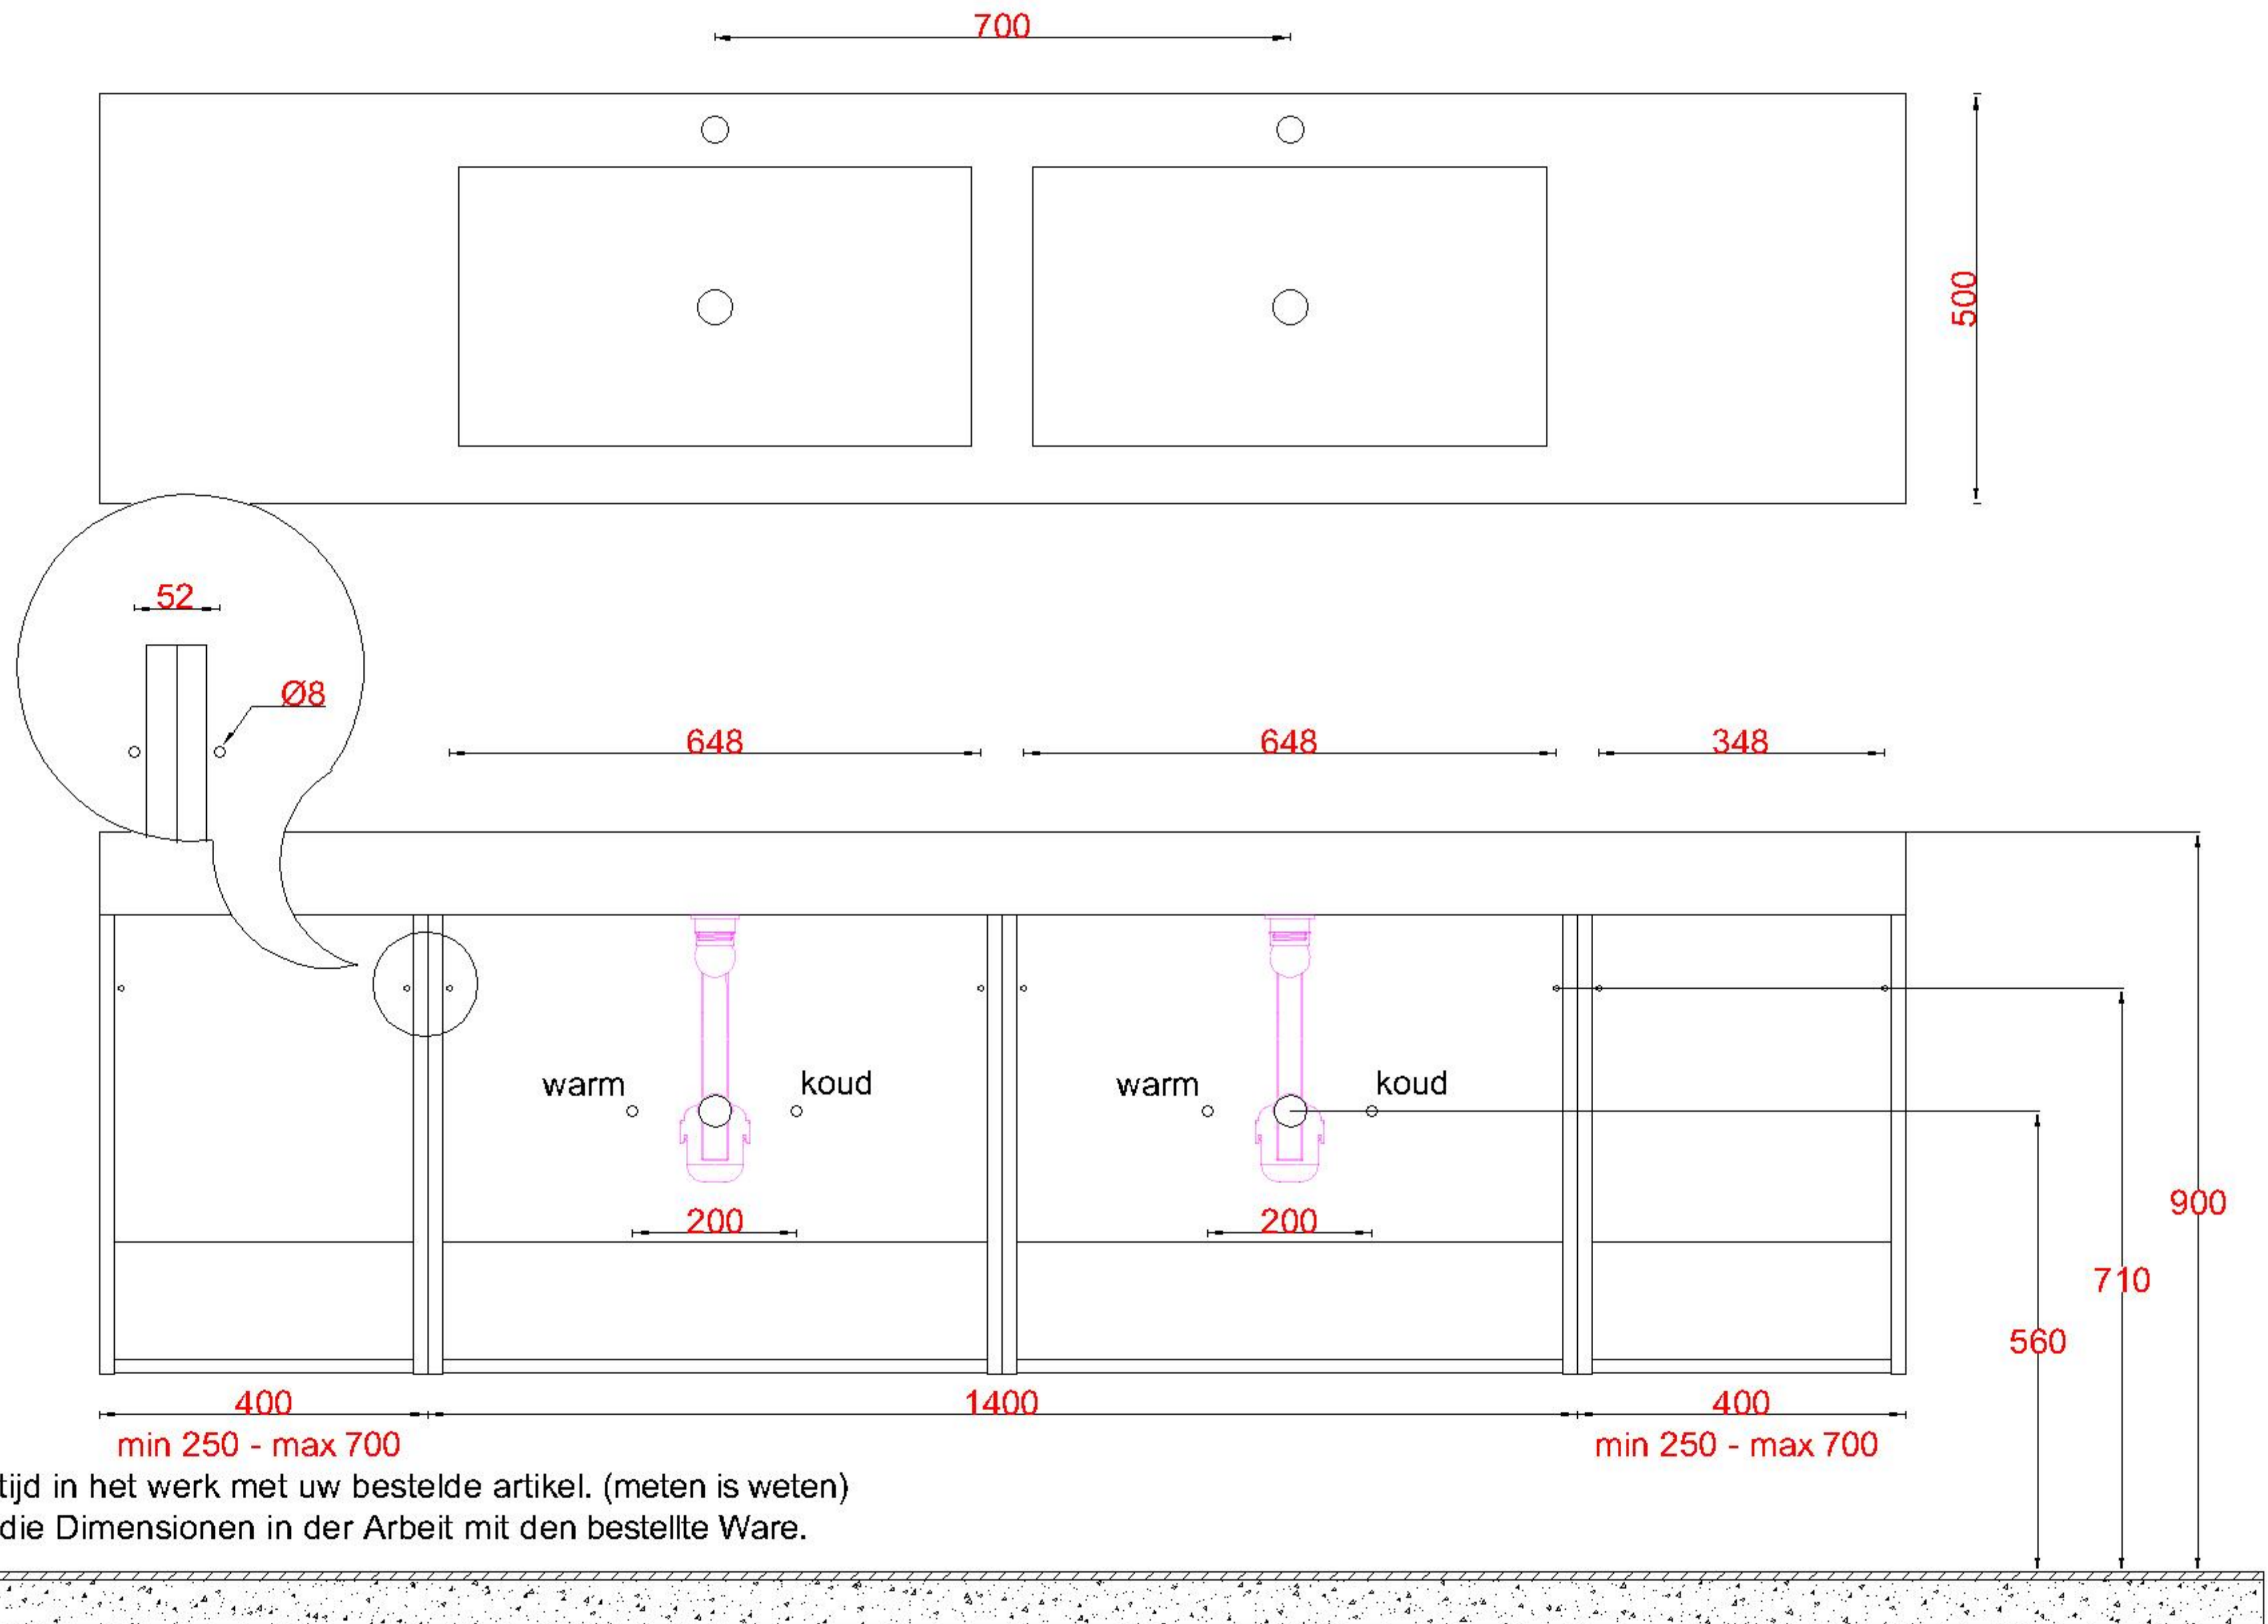 700
500
52
Ø8
648
648
348
warm
koud
warm
koud
200
200
900
710
560
400
1400
400
min 250 - max 700
min 250 - max 700
tijd in het werk met uw bestelde artikel. (meten is weten)
die Dimensionen in der Arbeit mit den bestellte Ware.